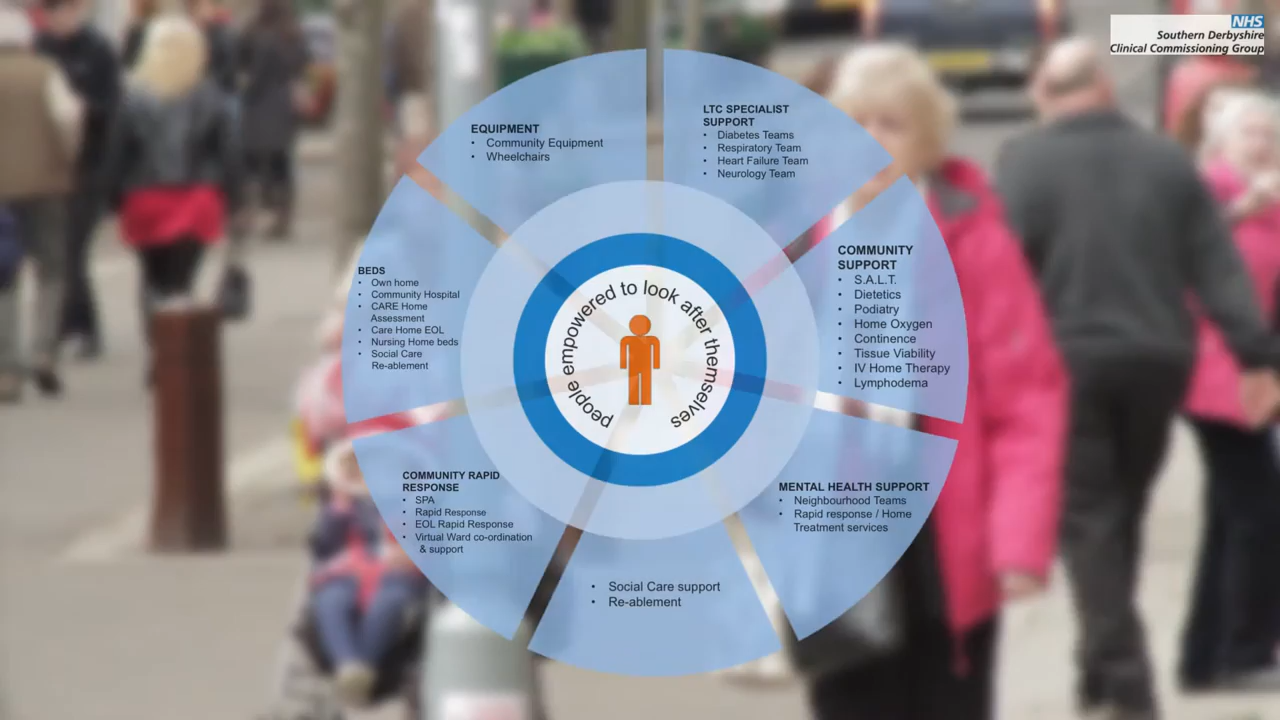 NHS
Southern Derbyshire
Clinical Commissioning Group
LTC SPECIALIST
SUPPORT
• Diabetes Teams
• Respiratory Team
• Heart Failure Team
• Neurology Team
EQUIPMENT
• Community Equipment
• Wheelchairs
COMMUNITY
SUPPORT
• S.A.L.T.
• Dietetics
• Podiatry
• Home Oxygen
• Continence
• Tissue Viability
• IV Home Therapy
• Lymphodema
BEDS
• Own home
• Community Hospital
• CARE Home
Assessment
• Care Home EOL
• Nursing Home beds
• Social Care
Re-ablement
people empowered to look after themselves
COMMUNITY RAPID
RESPONSE
• SPA
• Rapid Response
• EOL Rapid Response
• Virtual Ward co-ordination
& support
MENTAL HEALTH SUPPORT
• Neighbourhood Teams
• Rapid response / Home
Treatment services
• Social Care support
• Re-ablement